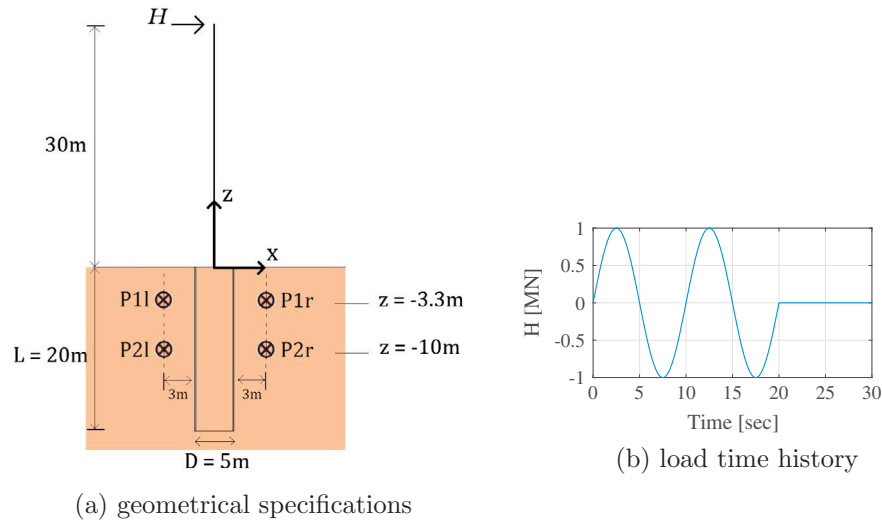 H
30m
z
x
P1l
P1r
z = -3.3m
P2l
P2r
z = -10m
L = 20m
3m
3m
D = 5m
(a) geometrical specifications
H [MN]
1
0.5
0
-0.5
-1
0 5 10 15 20 25 30
Time [sec]
(b) load time history